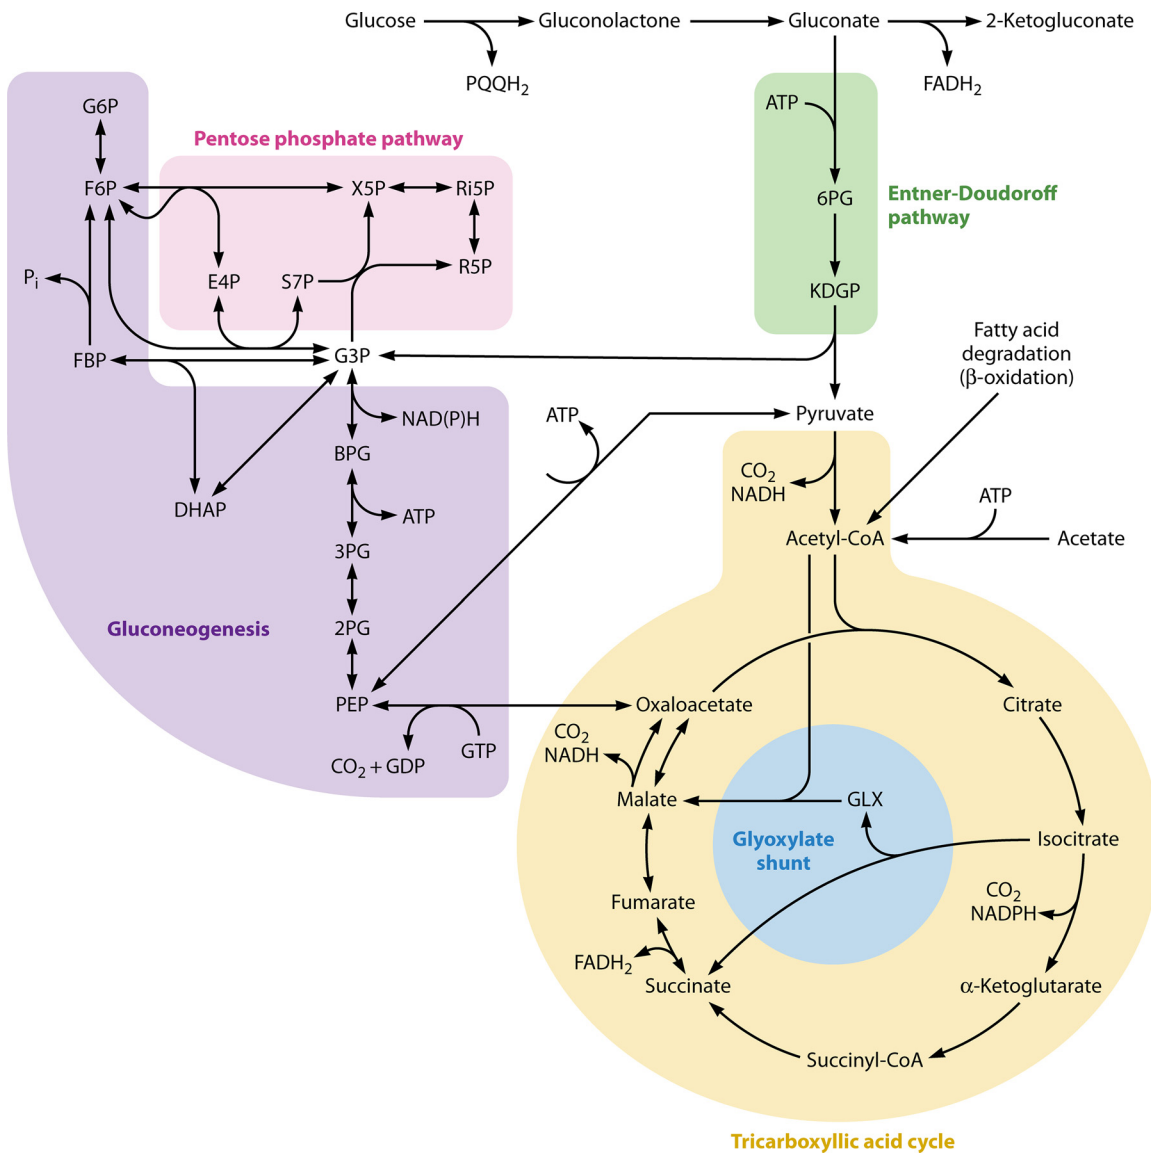 Glucose
Gluconolactone
Gluconate
2-Ketogluconate
PQQH2
FADH2
G6P
ATP
Pentose phosphate pathway
F6P
X5P
Ri5P
6PG
Entner-Doudoroff
pathway
Pi
E4P
S7P
R5P
KDGP
FBP
G3P
Fatty acid
degradation
(β-oxidation)
NAD(P)H
ATP
Pyruvate
BPG
CO2
NADH
DHAP
ATP
ATP
3PG
Acetyl-CoA
Acetate
Gluconeogenesis
2PG
PEP
Oxaloacetate
Citrate
GTP
CO2 + GDP
CO2
NADH
Malate
GLX
Glyoxylate
shunt
Isocitrate
CO2
NADPH
Fumarate
FADH2
Succinate
α-Ketoglutarate
Succinyl-CoA
Tricarboxyllic acid cycle